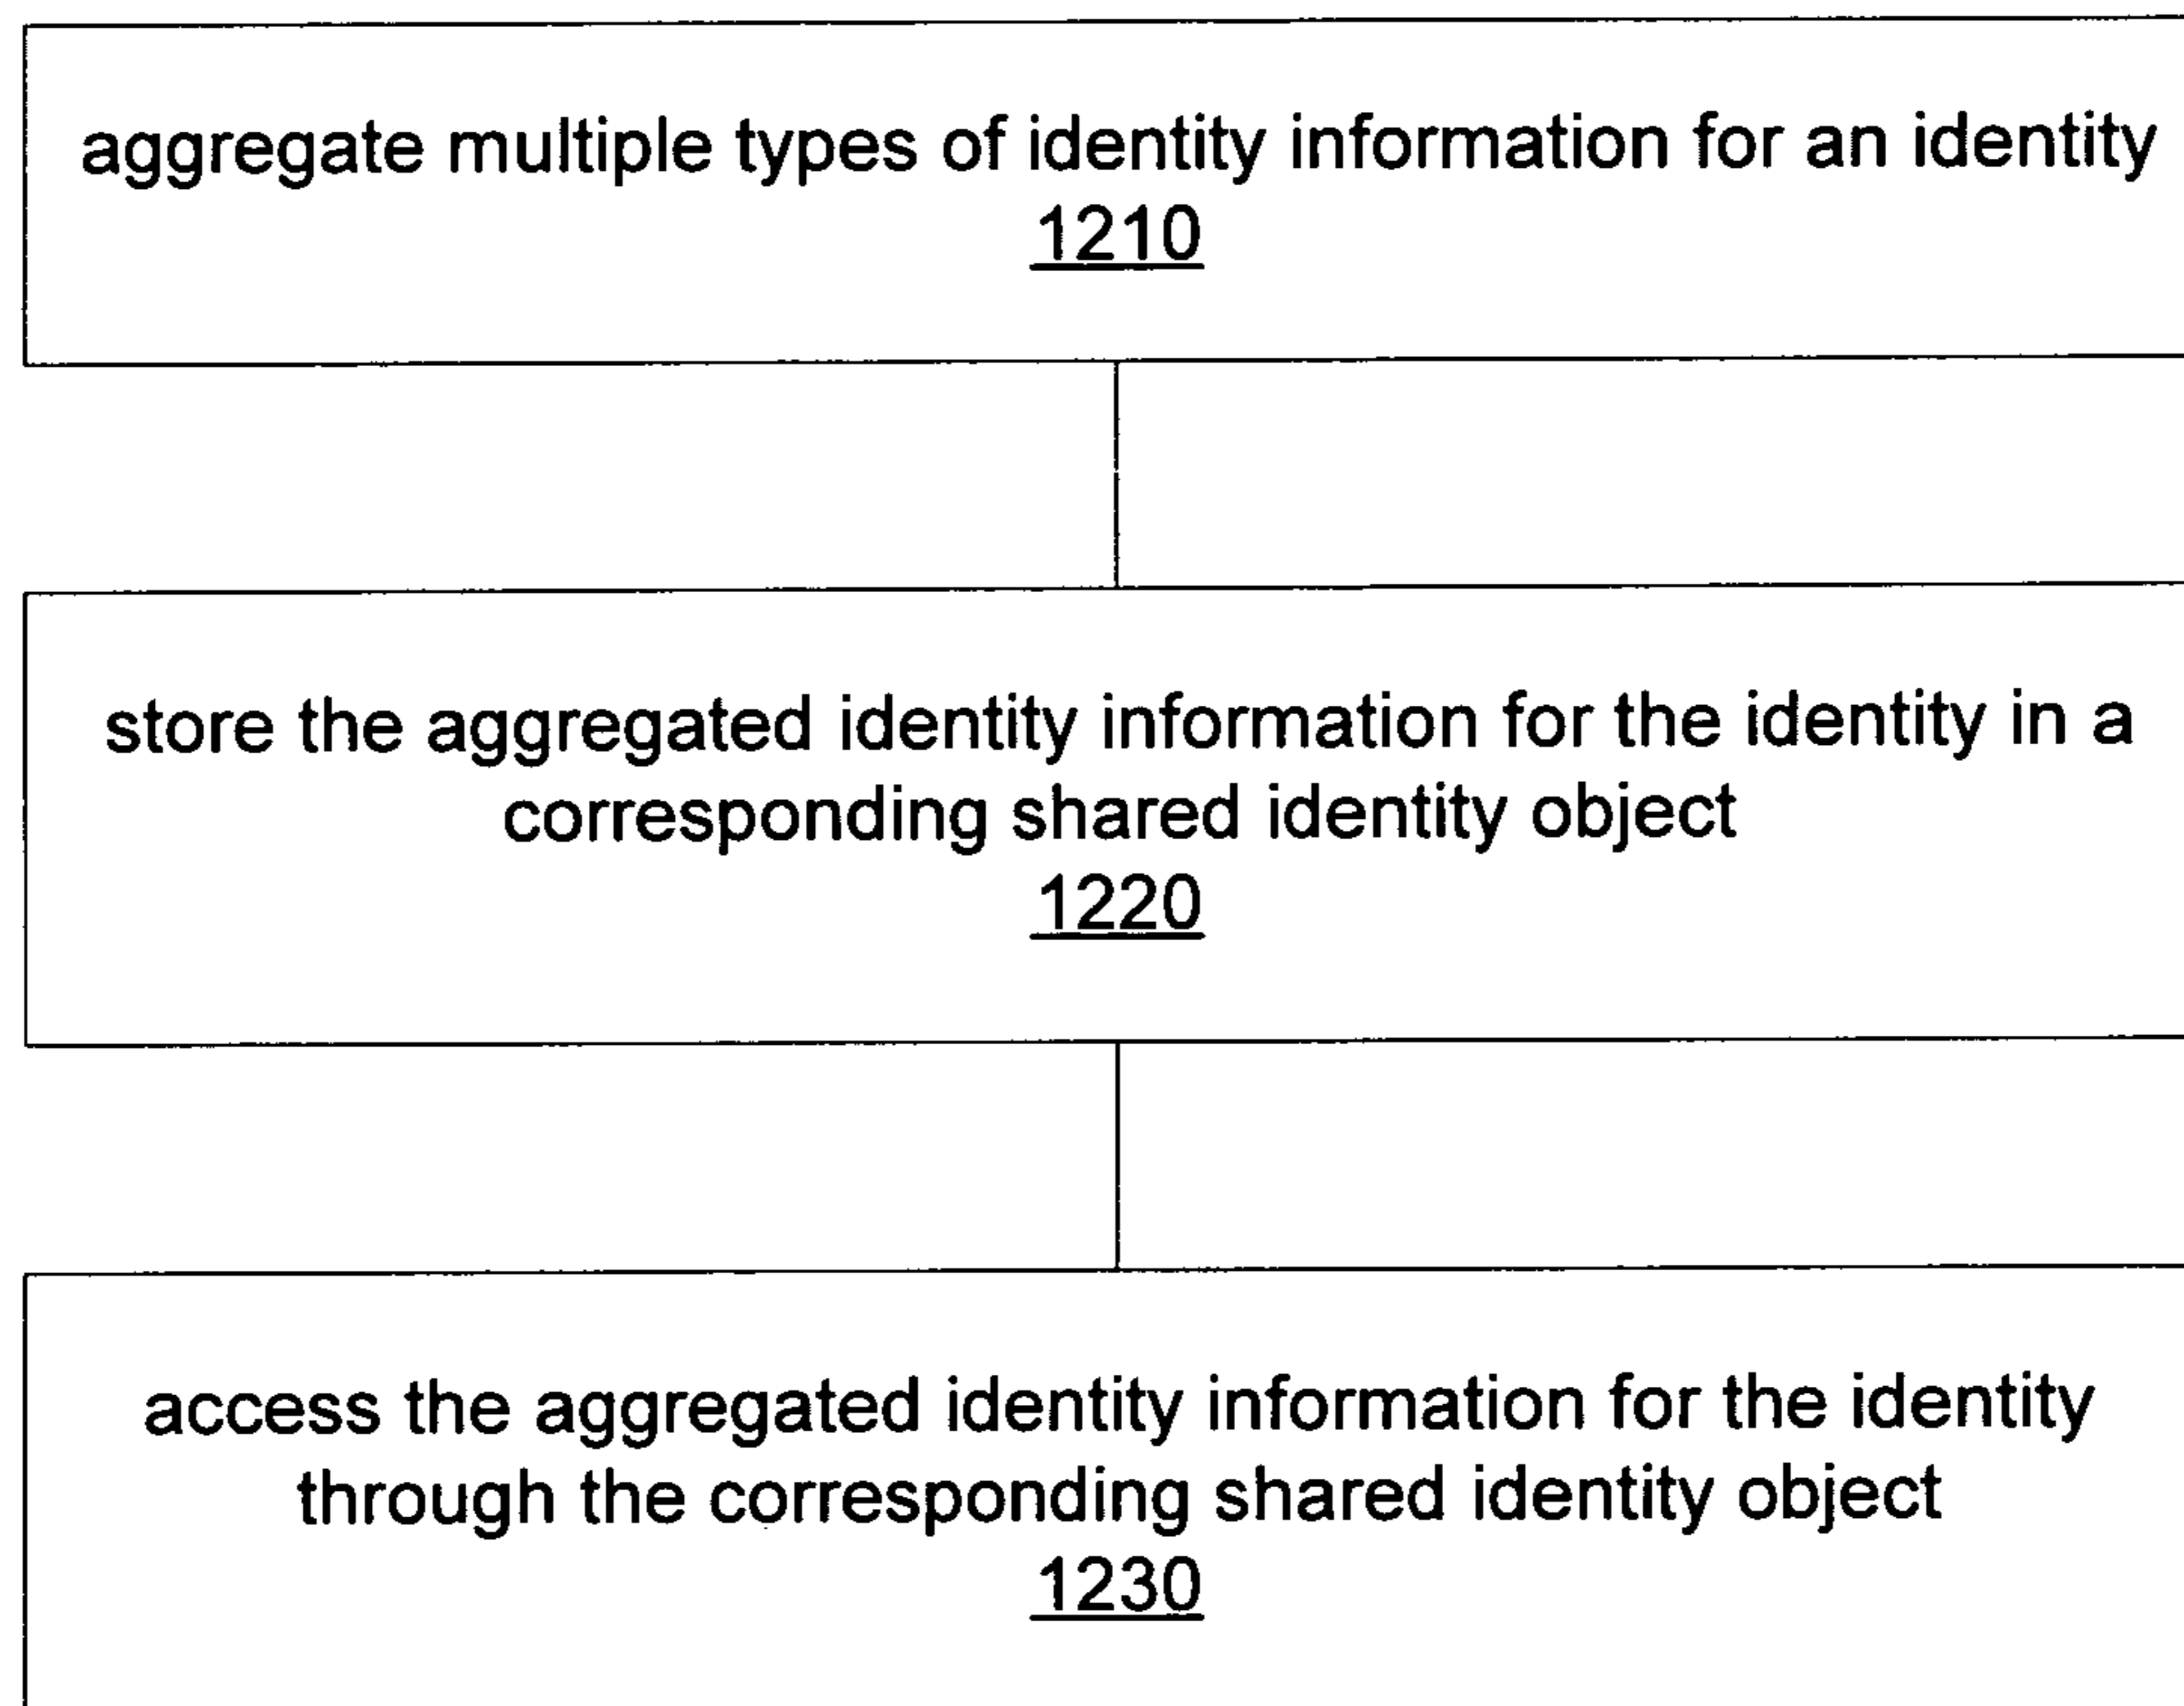 aggregate multiple types of identity information for an identity
1210
store the aggregated identity information for the identity in a
corresponding shared identity object
1220
access the aggregated identity information for the identity
through the corresponding shared identity object
1230